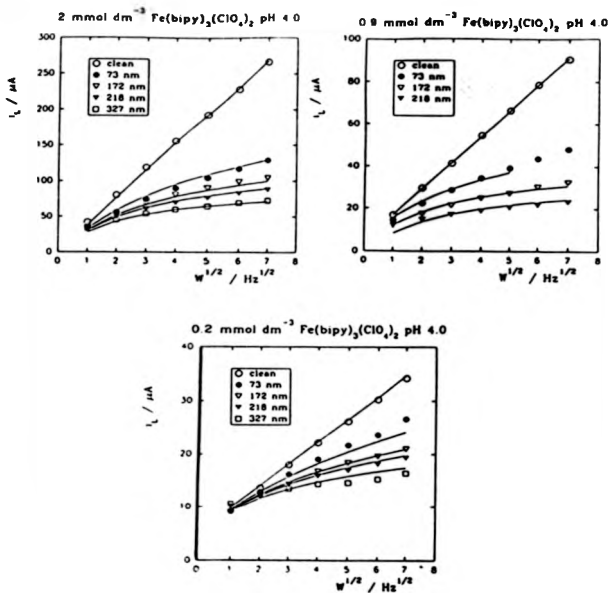 2 mmol dm⁻³ Fe(bipy)₃(ClO₄)₂ pH 4.0
300
250
200
150
100
50
0
I_L / μA
clean
73 nm
172 nm
218 nm
327 nm
0 1 2 3 4 5 6 7 8
W^1/2 / Hz^1/2
0.9 mmol dm⁻³ Fe(bipy)₃(ClO₄)₂ pH 4.0
100
80
60
40
20
0
I_L / μA
clean
73 nm
172 nm
218 nm
0 1 2 3 4 5 6 7 8
W^1/2 / Hz^1/2
0.2 mmol dm⁻³ Fe(bipy)₃(ClO₄)₂ pH 4.0
40
30
20
10
0
I_L / μA
clean
73 nm
172 nm
218 nm
327 nm
0 1 2 3 4 5 6 7 8
W^1/2 / Hz^1/2